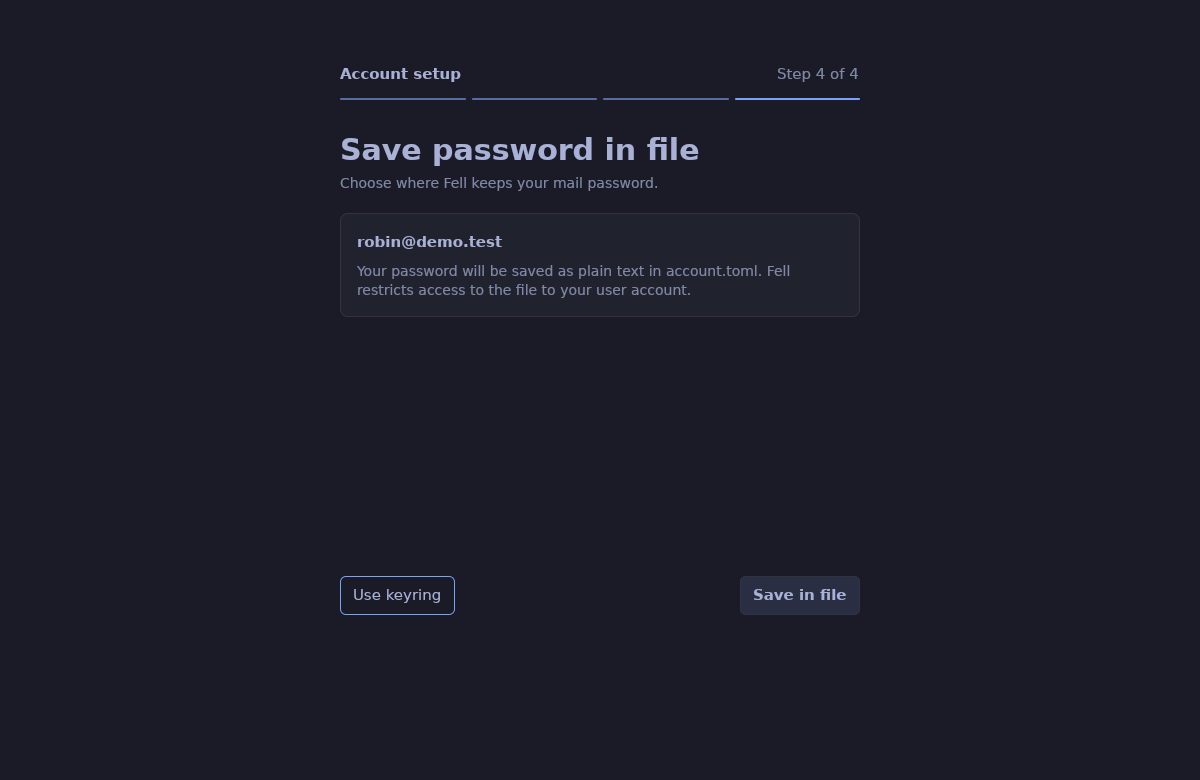 Account setup
Step 4 of 4
Save password in file
Choose where Fell keeps your mail password.
robin@demo.test
Your password will be saved as plain text in account.toml. Fell
restricts access to the file to your user account.
Use keyring
Save in file